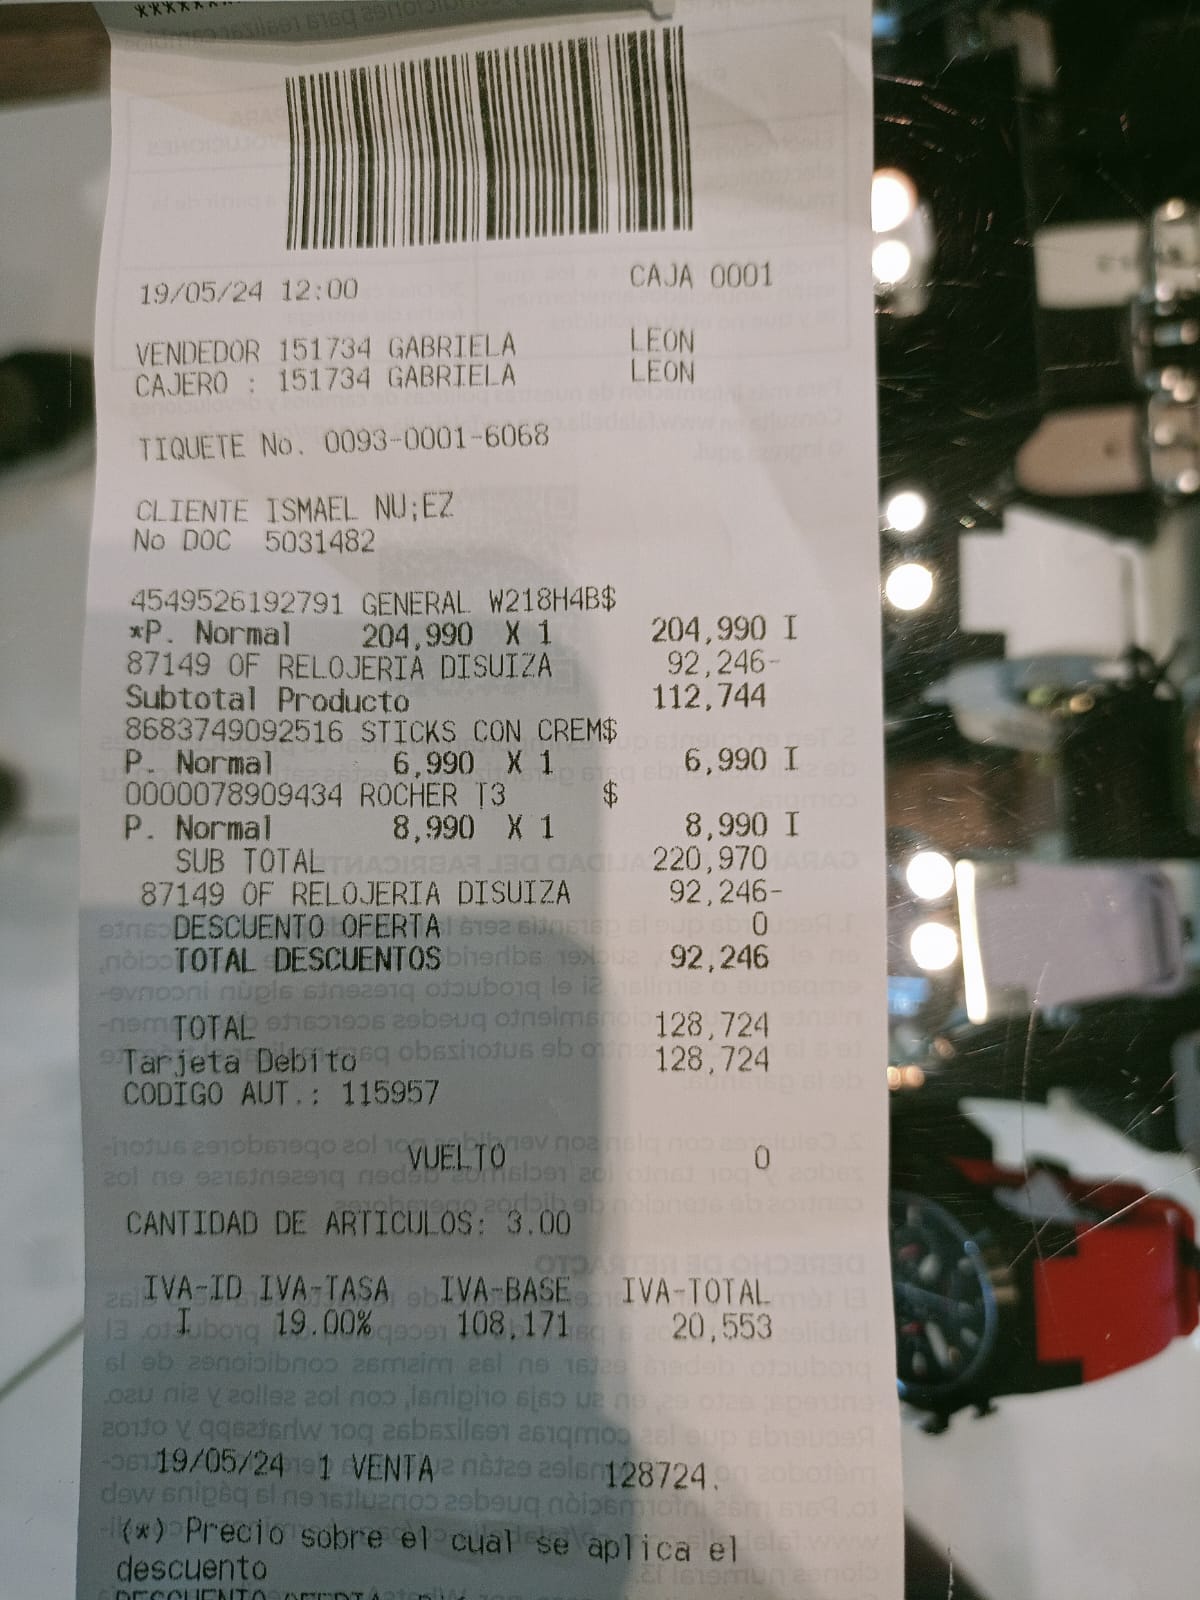 19/05/24 12:00 CAJA 0001
VENDEDOR 151734 GABRIELA LEON
CAJERO : 151734 GABRIELA LEON
TIQUETE No. 0093-0001-6068
CLIENTE ISMAEL NU;EZ
No DOC 5031482
4549526192791 GENERAL W218H4B$
*P. Normal 204,990 X 1 204,990 I
87149 OF RELOJERIA DISUIZA 92,246-
Subtotal Producto 112,744
8683749092516 STICKS CON CREM$
P. Normal 6,990 X 1 6,990 I
0000078909434 ROCHER T3 $
P. Normal 8,990 X 1 8,990 I
SUB TOTAL 220,970
87149 OF RELOJERIA DISUIZA 92,246-
DESCUENTO OFERTA 0
TOTAL DESCUENTOS 92,246
TOTAL 128,724
Tarjeta Debito 128,724
CODIGO AUT.: 115957
VUELTO 0
CANTIDAD DE ARTICULOS: 3.00
IVA-ID IVA-TASA IVA-BASE IVA-TOTAL
I 19.00% 108,171 20,553
19/05/24 1 VENTA 128724.
(*) Precio sobre el cual se aplica el
descuento
DESCUENTO OFERTA